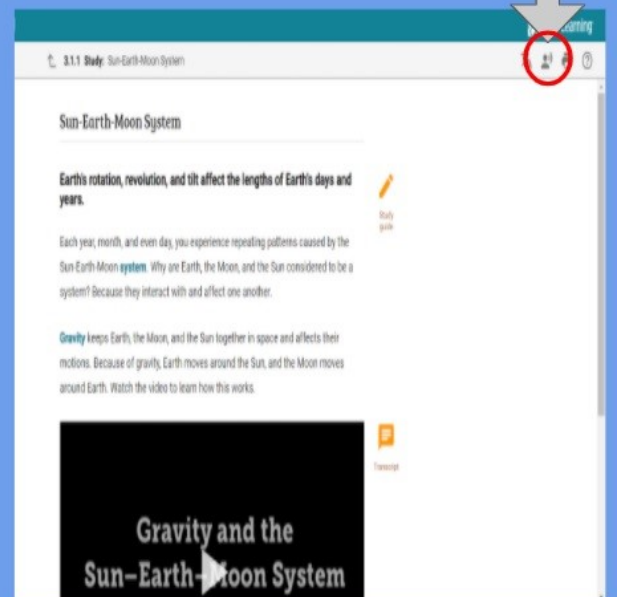 earning
3.1.1 Study: Sun-Earth-Moon System
Sun-Earth-Moon System
Earth's rotation, revolution, and tilt affect the lengths of Earth's days and
years.
Study
guide
Each year, month, and even day, you experience repeating patterns caused by the
Sun-Earth-Moon system. Why are Earth, the Moon, and the Sun considered to be a
system? Because they interact with and affect one another.
Gravity keeps Earth, the Moon, and the Sun together in space and affects their
motions. Because of gravity, Earth moves around the Sun, and the Moon moves
around Earth. Watch the video to learn how this works.
Transcript
Gravity and the
Sun–Earth–Moon System